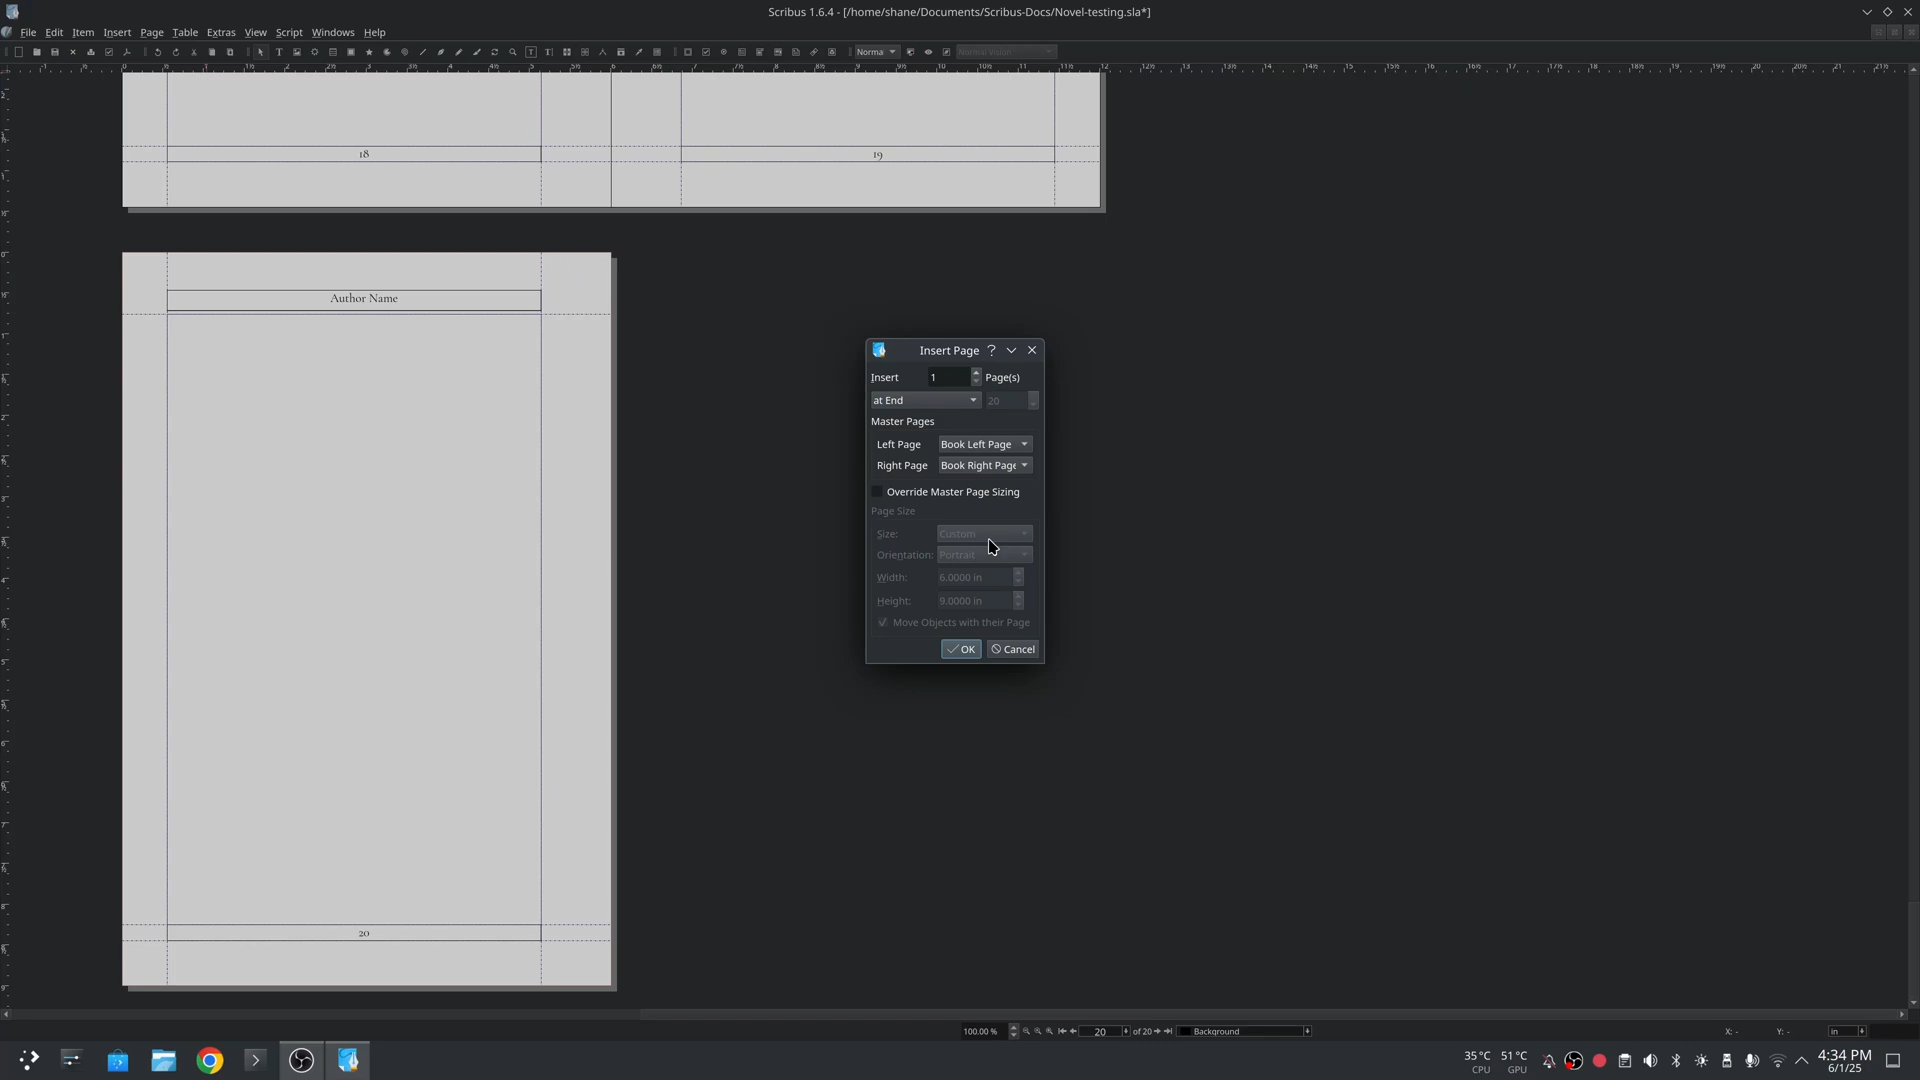 Scribus 1.6.4 - [/home/shane/Documents/Scribus-Docs/Novel-testing.sla*]
File Edit Item Insert Page Table Extras View Script Windows Help
Norma Normal Vision
18 19
Author Name
20
Insert Page ?
Insert 1 Page(s)
at End 20
Master Pages
Left Page Book Left Page
Right Page Book Right Page
Override Master Page Sizing
Page Size
Size: Custom
Orientation: Portrait
Width: 6.0000 in
Height: 9.0000 in
Move Objects with their Page
OK Cancel
100.00 % 20 of 20 Background X: - Y: - in
35°C 51°C
CPU GPU
4:34 PM
6/1/25